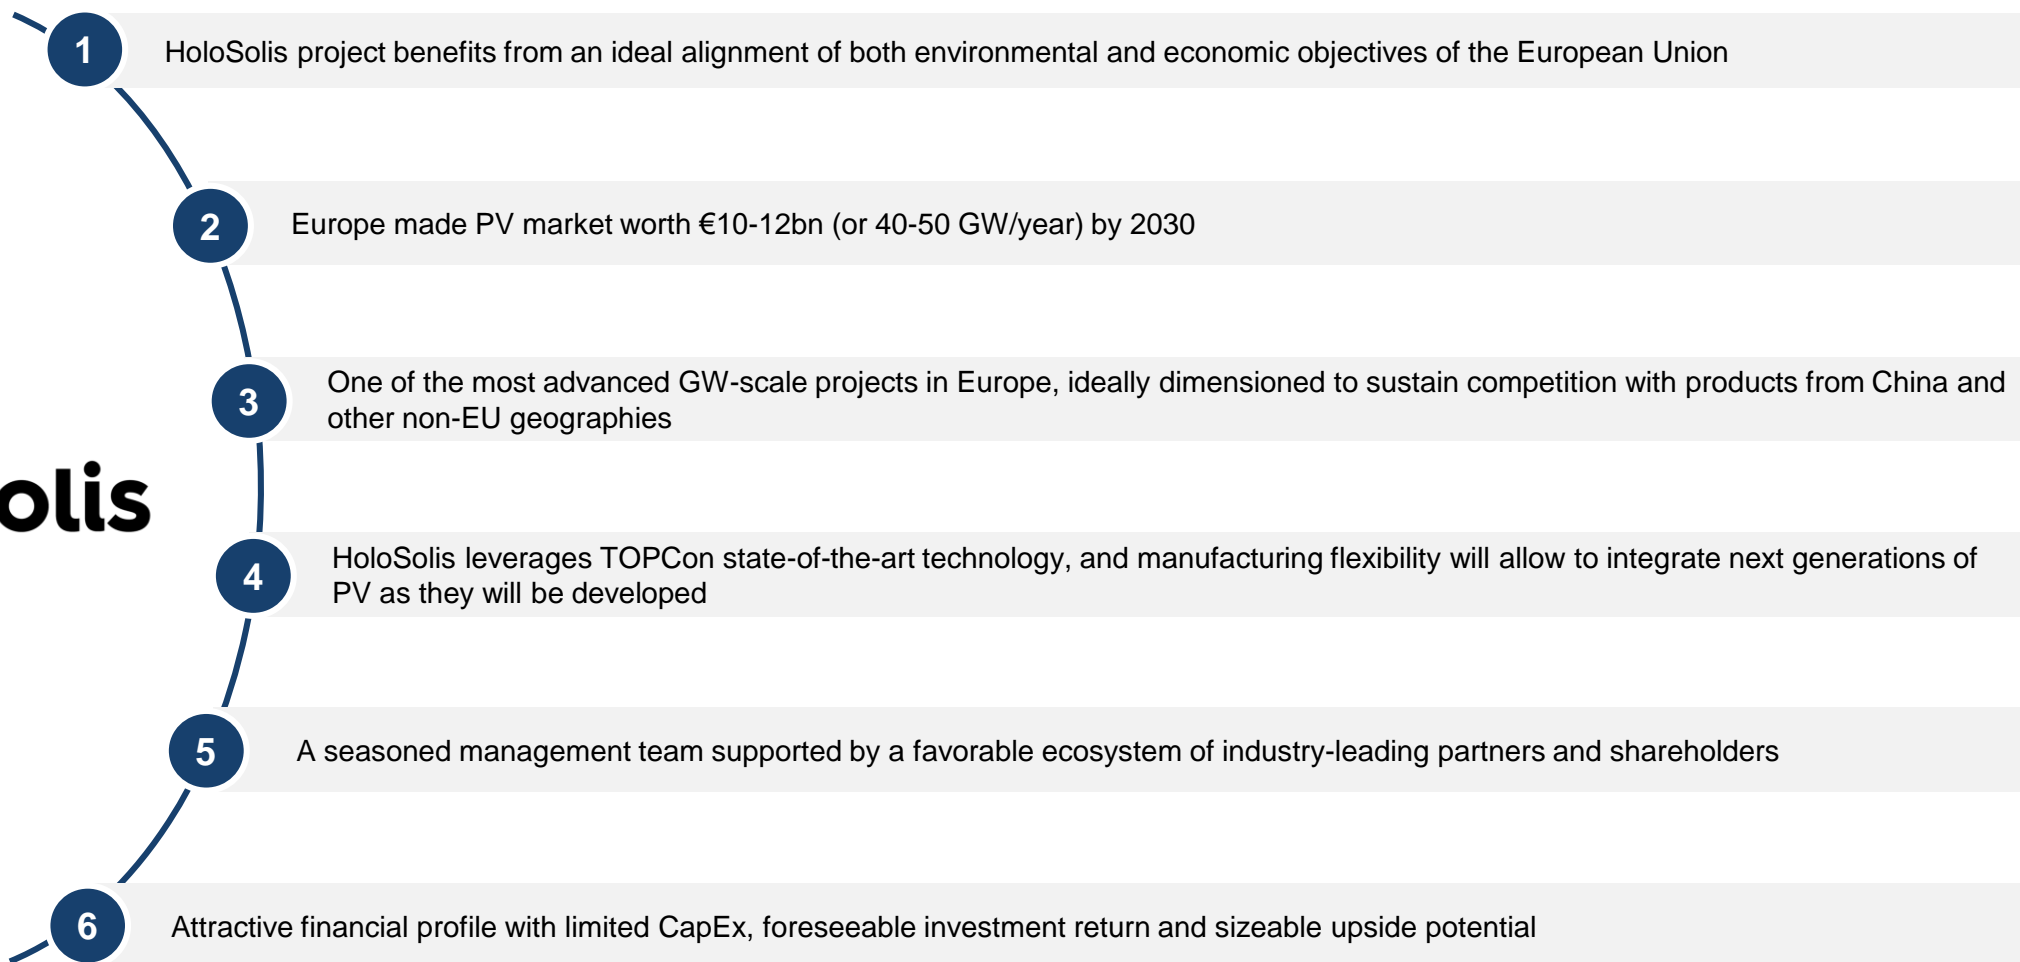 1
HoloSolis project benefits from an ideal alignment of both environmental and economic objectives of the European Union
2
Europe made PV market worth €10-12bn (or 40-50 GW/year) by 2030
3
One of the most advanced GW-scale projects in Europe, ideally dimensioned to sustain competition with products from China and
other non-EU geographies
olis
4
HoloSolis leverages TOPCon state-of-the-art technology, and manufacturing flexibility will allow to integrate next generations of
PV as they will be developed
5
A seasoned management team supported by a favorable ecosystem of industry-leading partners and shareholders
6
Attractive financial profile with limited CapEx, foreseeable investment return and sizeable upside potential